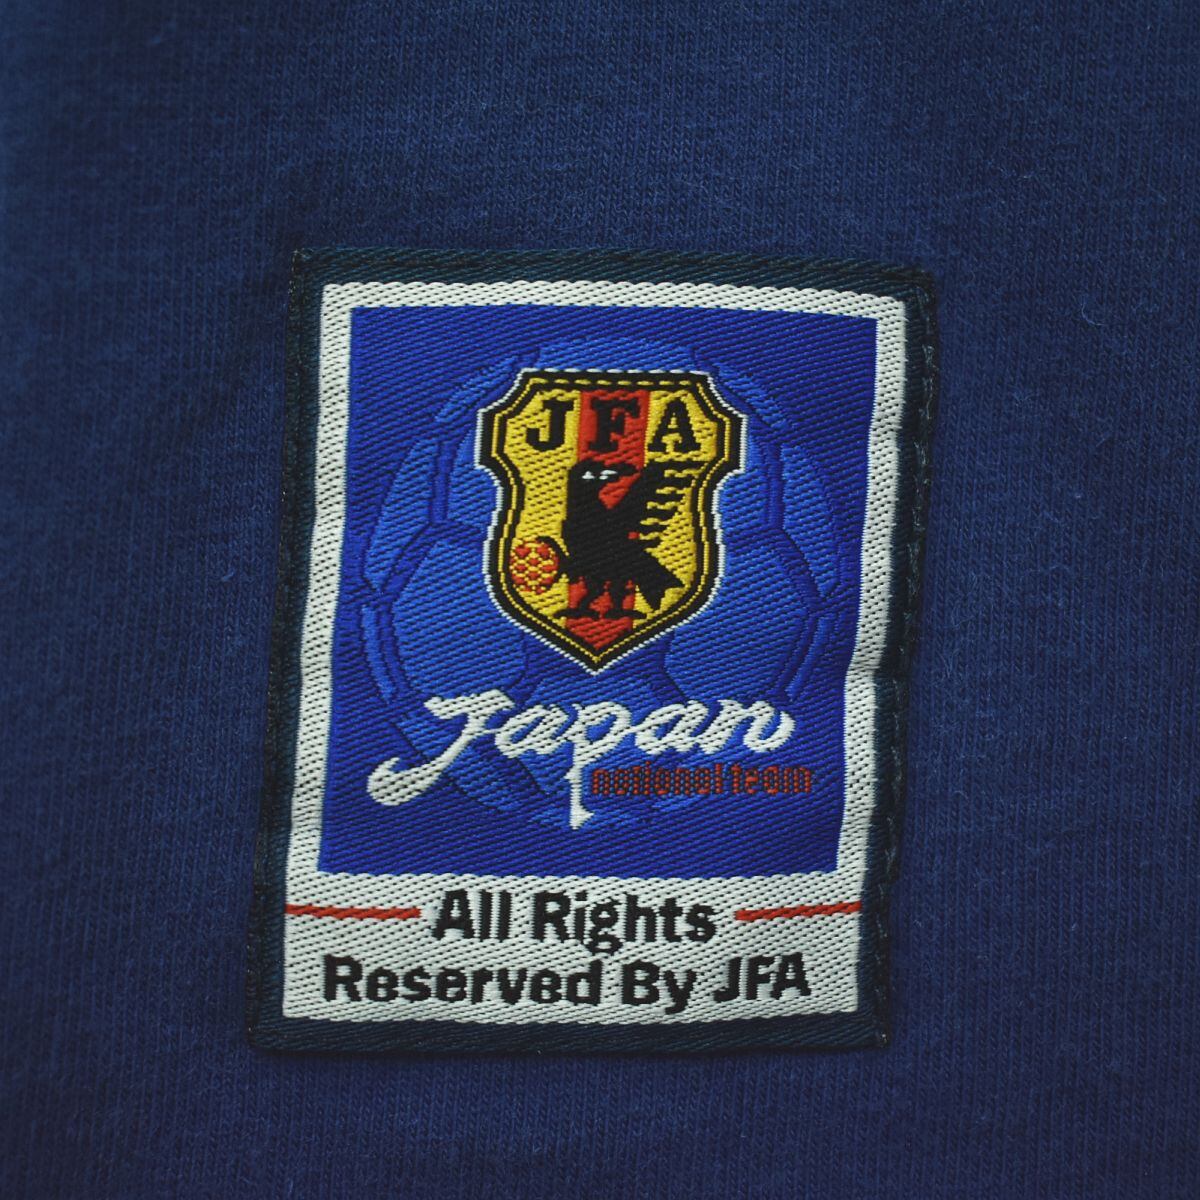 JFA
Japan
national team
All Rights
Reserved By JFA